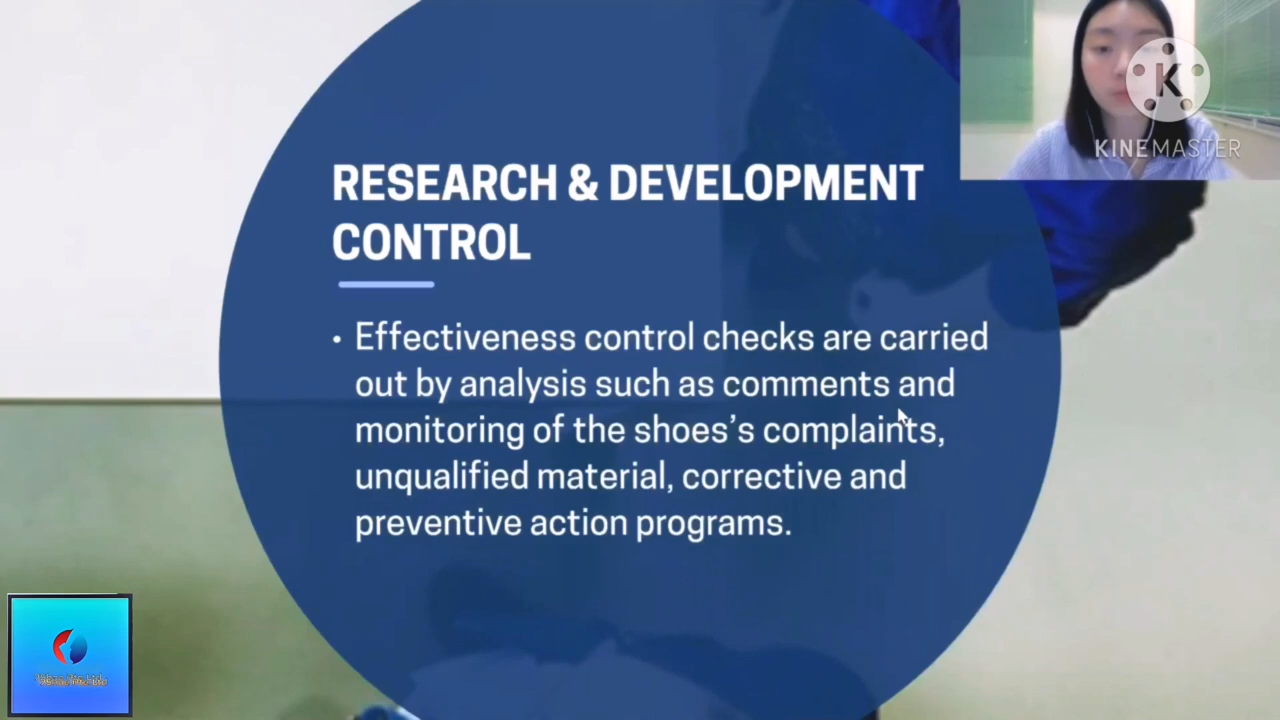 RESEARCH & DEVELOPMENT
CONTROL
• Effectiveness control checks are carried
out by analysis such as comments and
monitoring of the shoes’s complaints,
unqualified material, corrective and
preventive action programs.
K
KINEMASTER